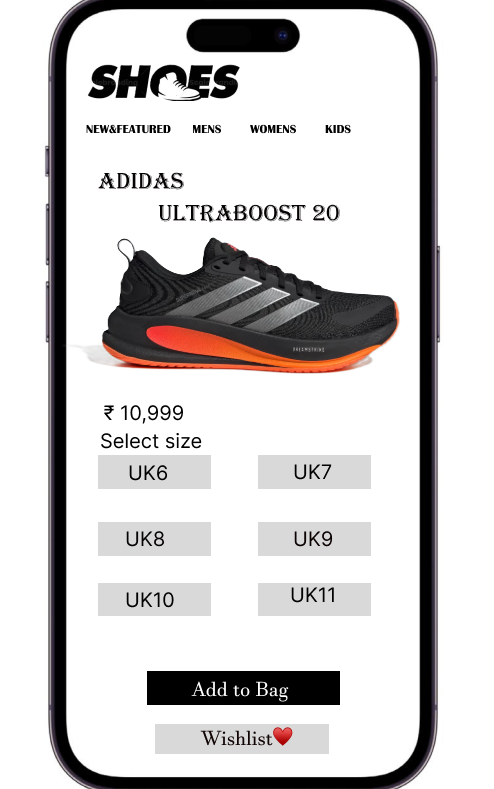 SHOES
NEW&FEATURED MENS WOMENS KIDS
ADIDAS
ULTRABOOST 20
DREAMSTRIKE
₹ 10,999
Select size
UK6 UK7
UK8 UK9
UK10 UK11
Add to Bag
Wishlist♥️